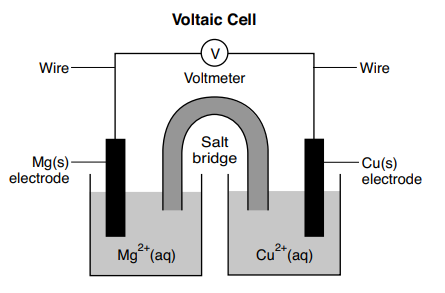 Voltaic Cell
V
Wire
Wire
Voltmeter
Salt
bridge
Mg(s)
electrode
Cu(s)
electrode
Mg²⁺(aq)
Cu²⁺(aq)